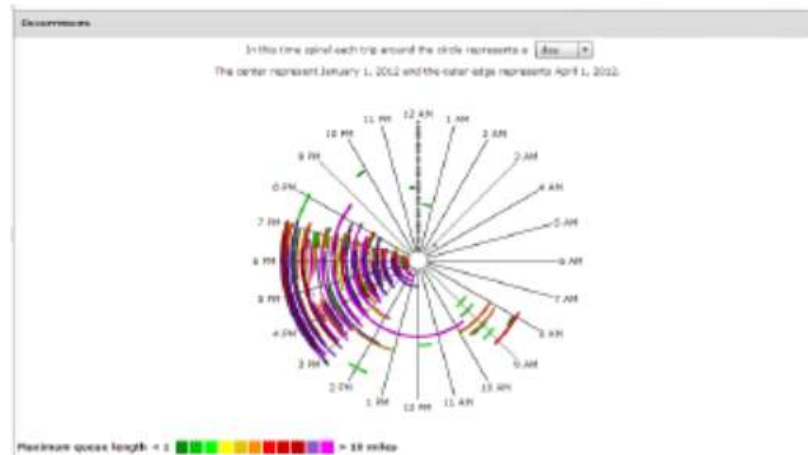 Occurrences
In this time spiral each trip around the circle represents a day
The center represent January 1, 2012 and the outer edge represents April 1, 2012.
12 AM
11 PM
1 AM
10 PM
2 AM
9 PM
3 AM
8 PM
4 AM
7 PM
5 AM
6 PM
6 AM
5 PM
7 AM
4 PM
8 AM
3 PM
9 AM
2 PM
10 AM
1 PM
11 AM
12 PM
Maximum queue length < 1 > 10 miles